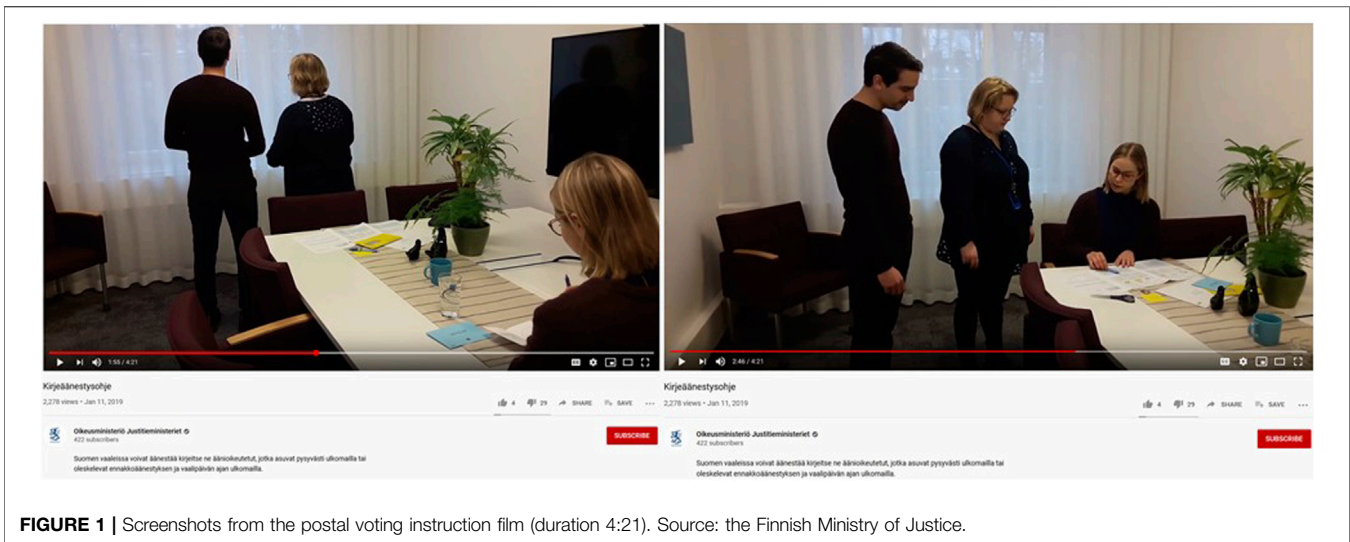 1:55 / 4:21
2:46 / 4:21
Kirjeäänestysohje
2,278 views • Jan 11, 2019
4
29
SHARE
SAVE
Oikeusministeriö Justitieministeriet
422 subscribers
SUBSCRIBE
Suomen vaaleissa voivat äänestää kirjeitse ne äänioikeutetut, jotka asuvat pysyvästi ulkomailla tai
oleskelevat ennakkoäänestyksen ja vaalipäivän ajan ulkomailla.
Kirjeäänestysohje
2,278 views • Jan 11, 2019
4
29
SHARE
SAVE
Oikeusministeriö Justitieministeriet
422 subscribers
SUBSCRIBE
Suomen vaaleissa voivat äänestää kirjeitse ne äänioikeutetut, jotka asuvat pysyvästi ulkomailla tai
oleskelevat ennakkoäänestyksen ja vaalipäivän ajan ulkomailla.
FIGURE 1 | Screenshots from the postal voting instruction film (duration 4:21). Source: the Finnish Ministry of Justice.